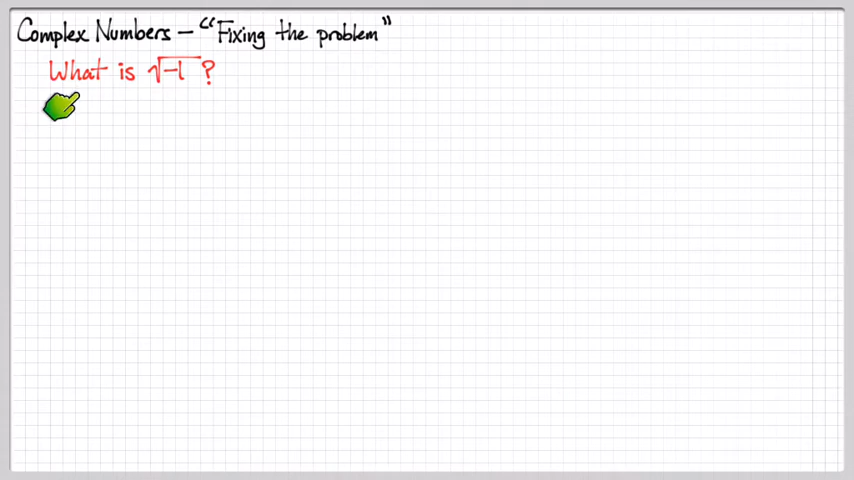 Complex Numbers – "Fixing the problem"
What is √-1 ?